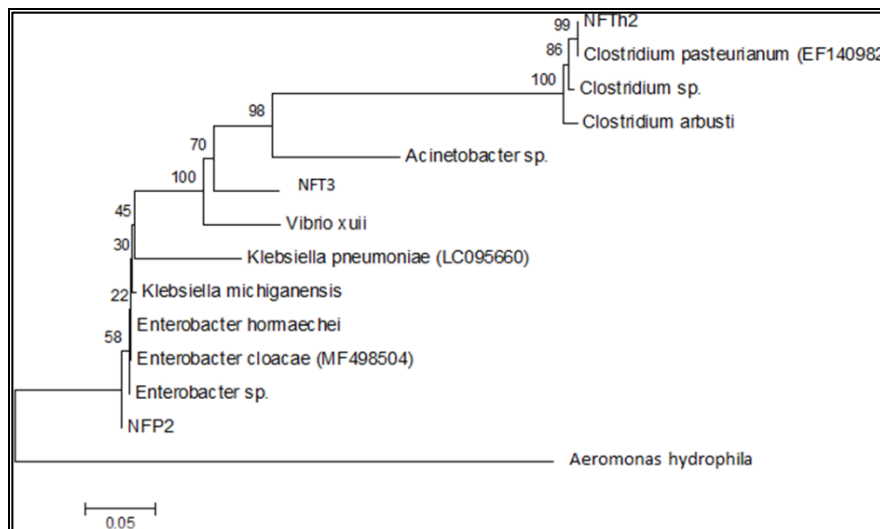 99
NFTh2
86
Clostridium pasteurianum (EF140982
100
Clostridium sp.
98
Clostridium arbusti
70
Acinetobacter sp.
100
NFT3
45
Vibrio xuii
30
Klebsiella pneumoniae (LC095660)
22
Klebsiella michiganensis
Enterobacter hormaechei
58
Enterobacter cloacae (MF498504)
Enterobacter sp.
NFP2
Aeromonas hydrophila
0.05